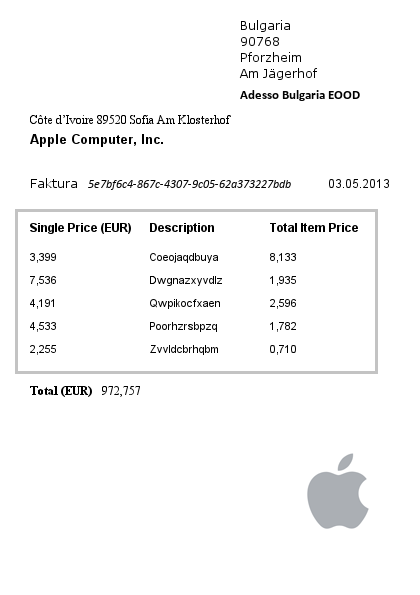 Bulgaria
90768
Pforzheim
Am Jägerhof
Adesso Bulgaria EOOD
Côte d'Ivoire 89520 Sofia Am Klosterhof
Apple Computer, Inc.
Faktura 5e7bf6c4-867c-4307-9c05-62a373227bdb 03.05.2013
Single Price (EUR) Description Total Item Price
3,399 Coeojaqdbuya 8,133
7,536 Dwgnazxyvdlz 1,935
4,191 Qwpikocfxaen 2,596
4,533 Poorhzrsbpzq 1,782
2,255 Zvvldcbrhqbm 0,710
Total (EUR) 972,757